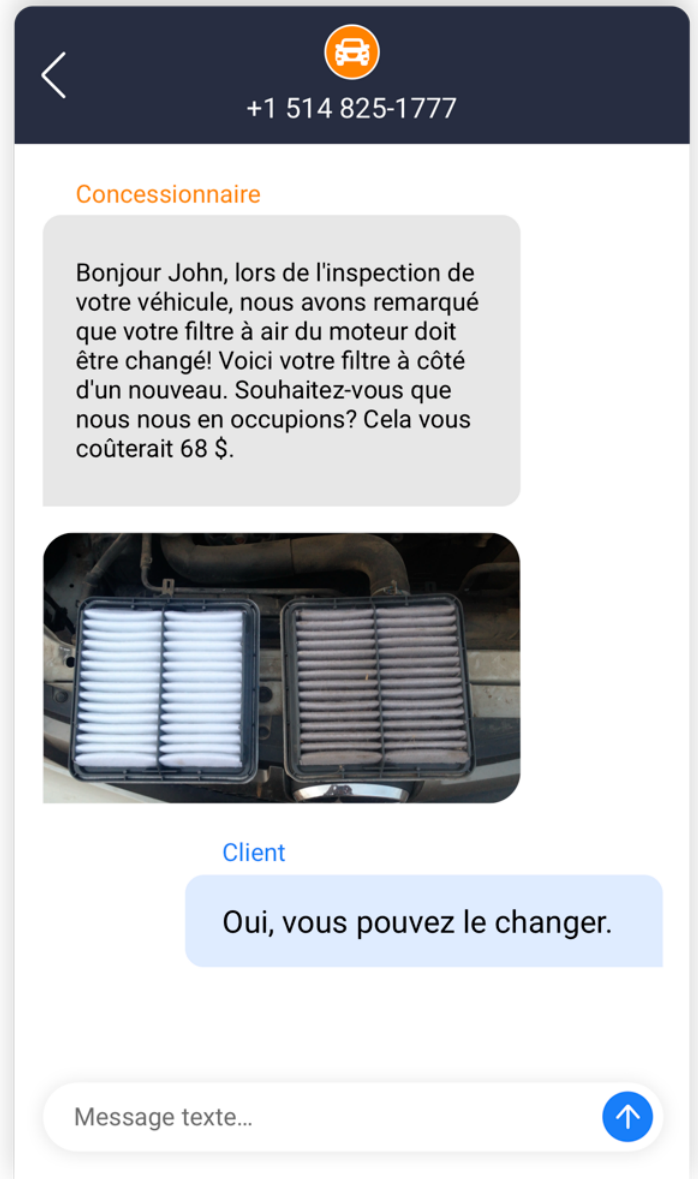 +1 514 825-1777
Concessionnaire
Bonjour John, lors de l'inspection de
votre véhicule, nous avons remarqué
que votre filtre à air du moteur doit
être changé! Voici votre filtre à côté
d'un nouveau. Souhaitez-vous que
nous nous en occupions? Cela vous
coûterait 68 $.
Client
Oui, vous pouvez le changer.
Message texte...